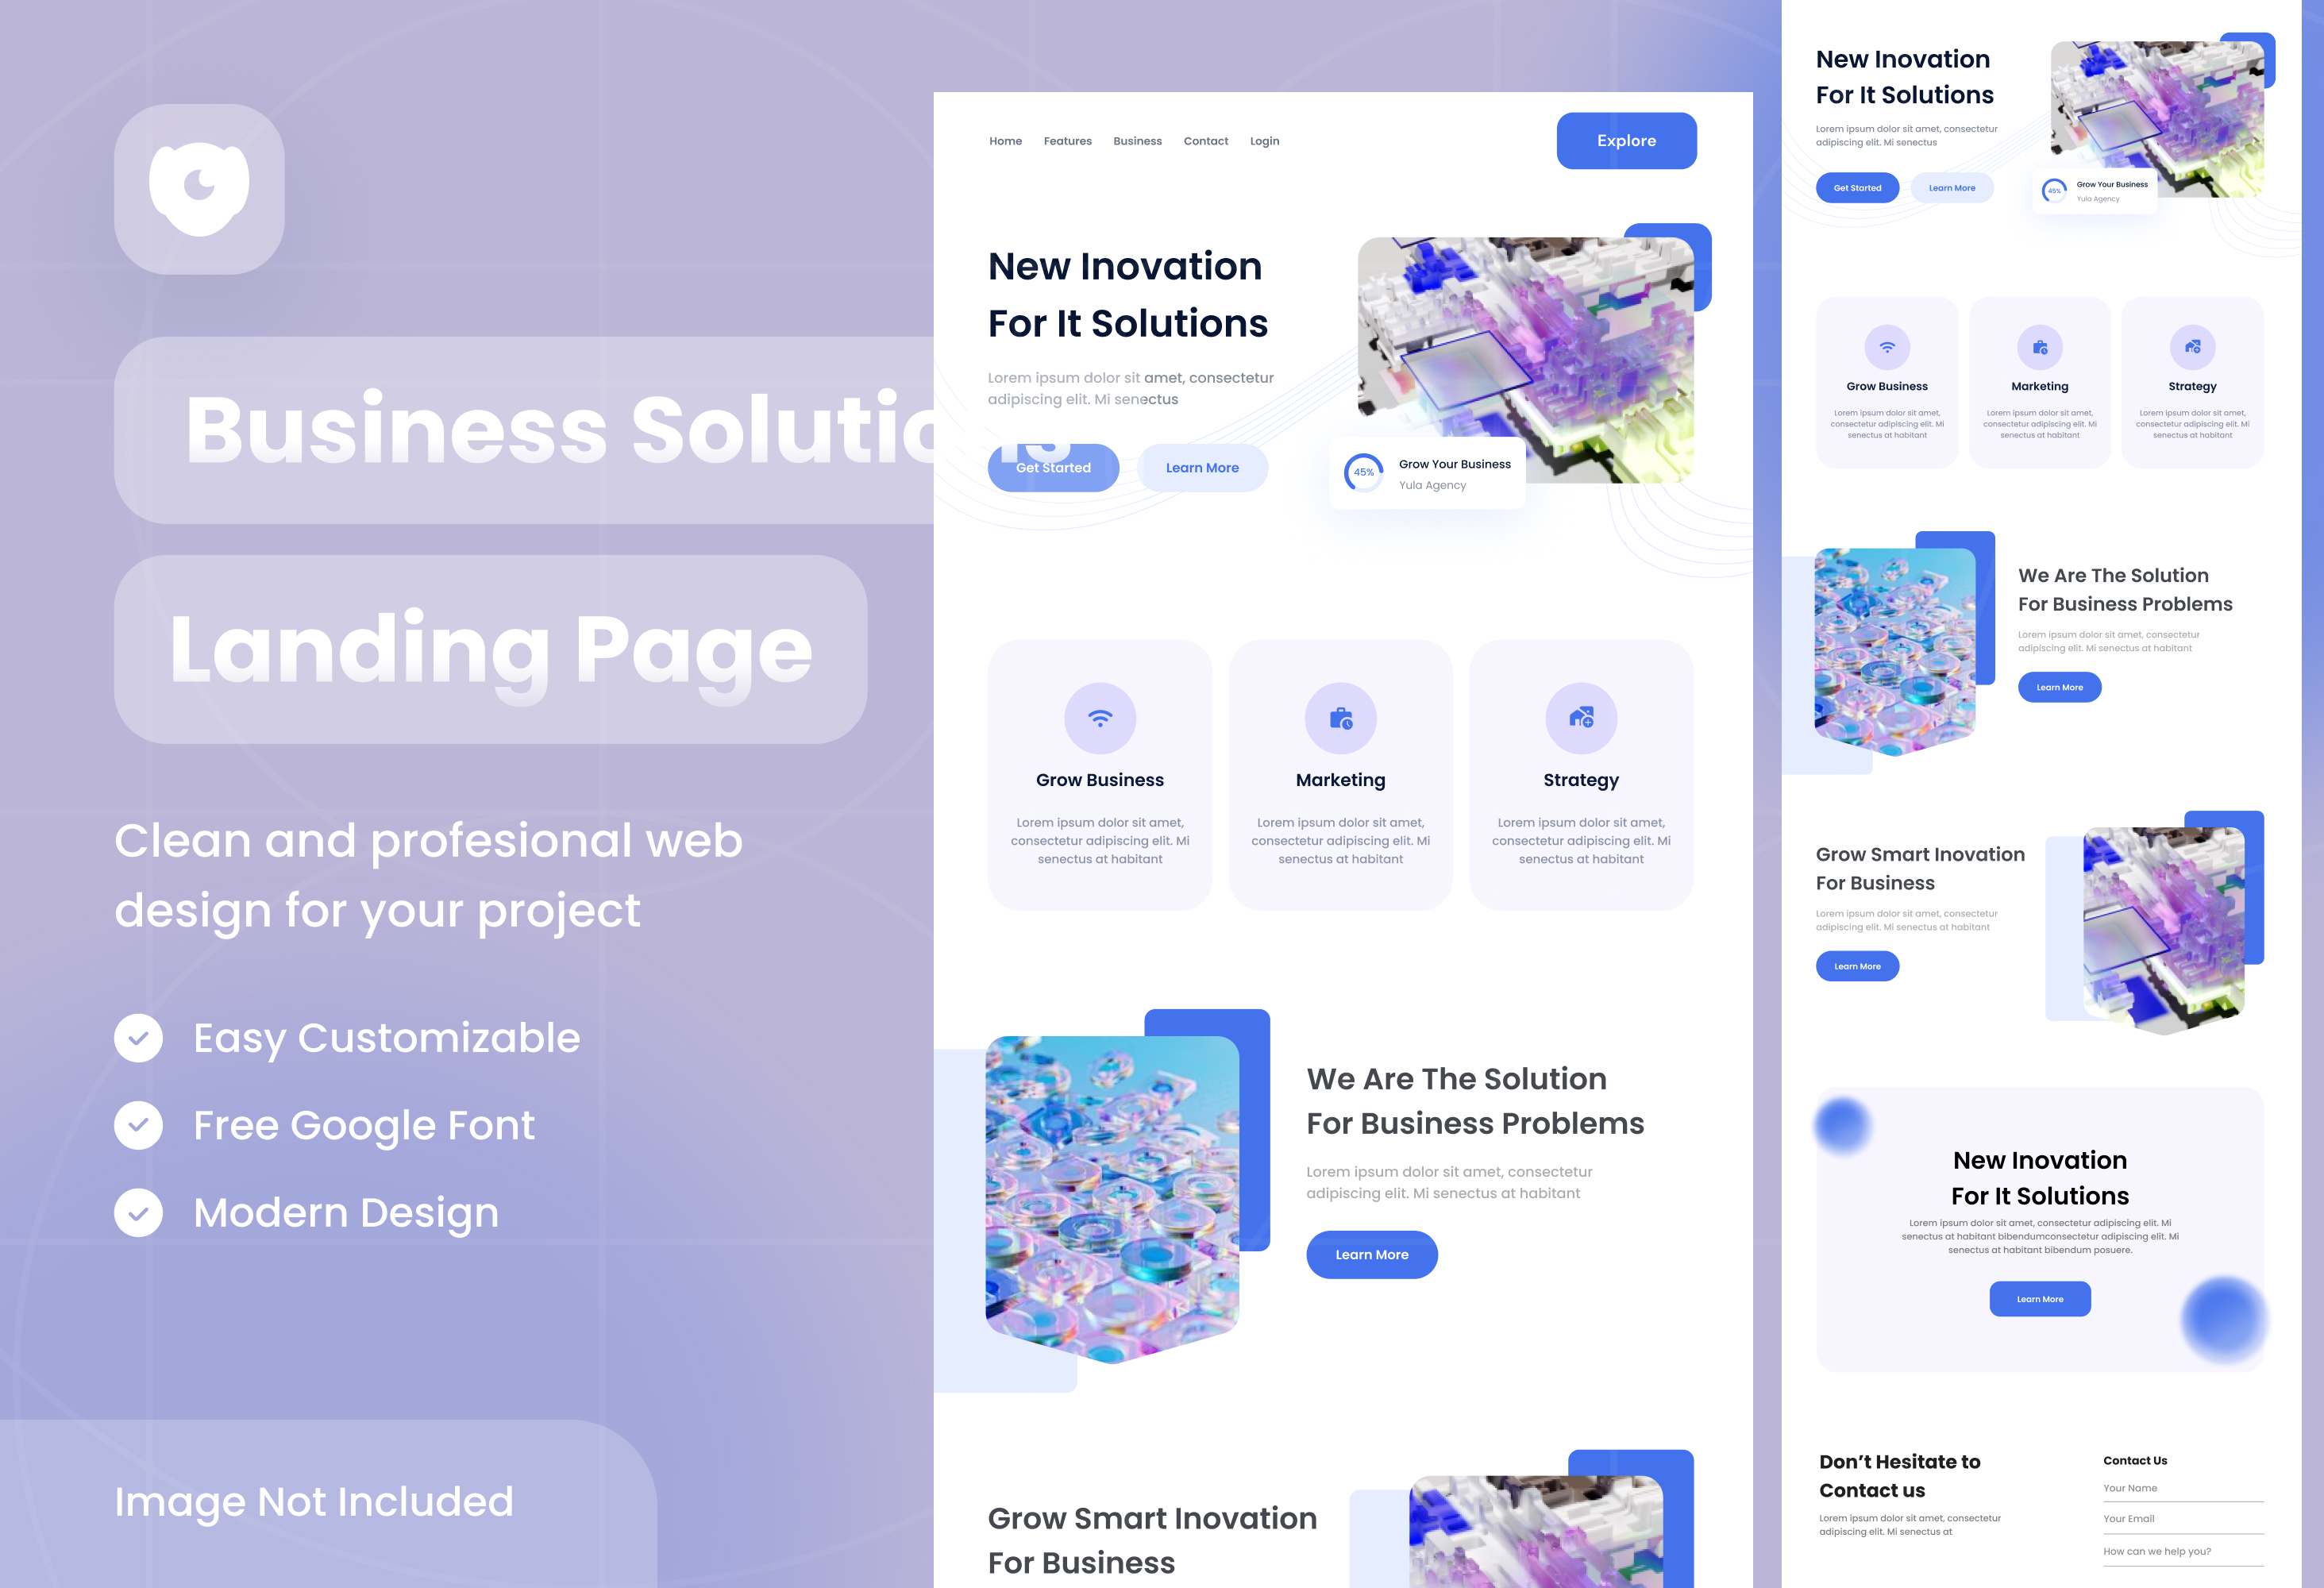 Business Solutions
Landing Page
Clean and profesional web
design for your project
Easy Customizable
Free Google Font
Modern Design
Image Not Included
Home Features Business Contact Login
Explore
New Inovation
For It Solutions
Lorem ipsum dolor sit amet, consectetur
adipiscing elit. Mi senectus
Get Started Learn More
45%
Grow Your Business
Yula Agency
Grow Business
Lorem ipsum dolor sit amet,
consectetur adipiscing elit. Mi
senectus at habitant
Marketing
Lorem ipsum dolor sit amet,
consectetur adipiscing elit. Mi
senectus at habitant
Strategy
Lorem ipsum dolor sit amet,
consectetur adipiscing elit. Mi
senectus at habitant
We Are The Solution
For Business Problems
Lorem ipsum dolor sit amet, consectetur
adipiscing elit. Mi senectus at habitant
Learn More
Grow Smart Inovation
For Business
New Inovation
For It Solutions
Lorem ipsum dolor sit amet, consectetur
adipiscing elit. Mi senectus
Get Started Learn More
45%
Grow Your Business
Yula Agency
Grow Business
Lorem ipsum dolor sit amet,
consectetur adipiscing elit. Mi
senectus at habitant
Marketing
Lorem ipsum dolor sit amet,
consectetur adipiscing elit. Mi
senectus at habitant
Strategy
Lorem ipsum dolor sit amet,
consectetur adipiscing elit. Mi
senectus at habitant
We Are The Solution
For Business Problems
Lorem ipsum dolor sit amet, consectetur
adipiscing elit. Mi senectus at habitant
Learn More
Grow Smart Inovation
For Business
Lorem ipsum dolor sit amet, consectetur
adipiscing elit. Mi senectus at habitant
Learn More
New Inovation
For It Solutions
Lorem ipsum dolor sit amet, consectetur adipiscing elit. Mi
senectus at habitant bibendumconsectetur adipiscing elit. Mi
senectus at habitant bibendum posuere.
Learn More
Don’t Hesitate to
Contact us
Lorem ipsum dolor sit amet, consectetur
adipiscing elit. Mi senectus at
Contact Us
Your Name
Your Email
How can we help you?